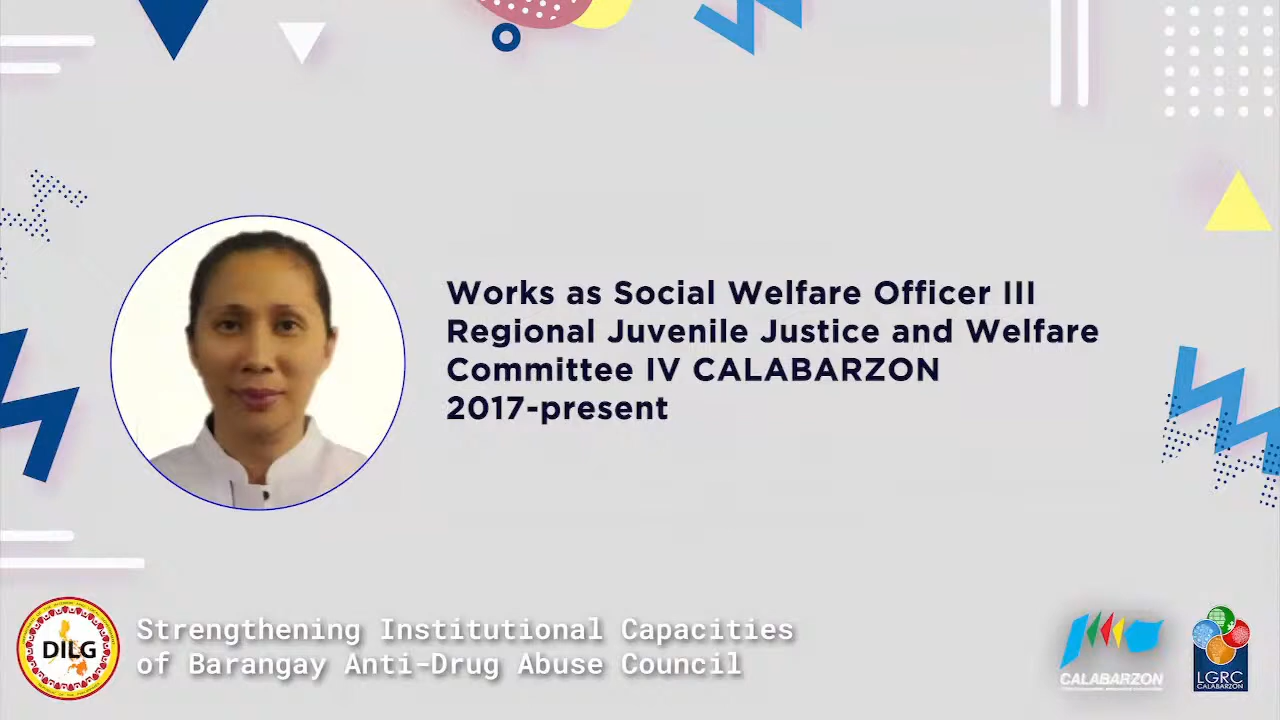 Works as Social Welfare Officer III
Regional Juvenile Justice and Welfare
Committee IV CALABARZON
2017-present
DILG
Strengthening Institutional Capacities
of Barangay Anti-Drug Abuse Council
CALABARZON
LGRC
CALABARZON